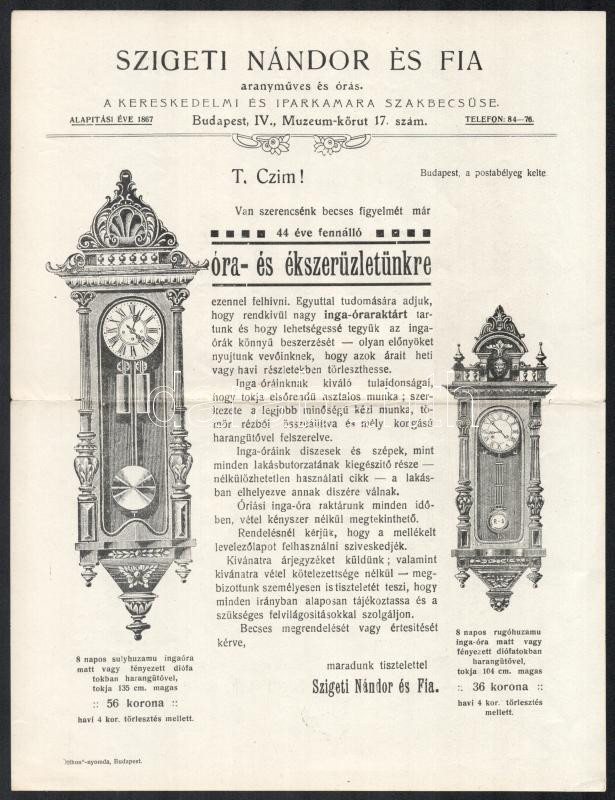 SZIGETI NÁNDOR ÉS FIA
aranyműves és órás.
A KERESKEDELMI ÉS IPARKAMARA SZAKBECSÜSE.
ALAPITÁSI ÉVE 1867
Budapest, IV., Muzeum-körut 17. szám.
TELEFON: 84—76.
T. Czim!
Budapest, a postabélyeg kelte
Van szerencsénk becses figyelmét már
44 éve fennálló
óra- és ékszerüzletünkre
ezennel felhivni. Egyuttal tudomására adjuk,
hogy rendkivül nagy inga-óraraktárt tar-
tunk és hogy lehetségessé tegyük az inga-
órák könnyü beszerzését — olyan előnyöket
nyujtunk vevőinknek, hogy azok árait heti
vagy havi részletekben törleszthesse.
Inga-óráinknak kiváló tulajdonságai,
hogy tokja elsőrendű asztalos munka; szer-
kezete a legjobb minőségü kézi munka, tö-
mör rézből összeállitva és mély kongású
harangütővel felszerelve.
Inga-óráink diszesek és szépek, mint
minden lakásbutorzatának kiegészitő része —
nélkülözhetetlen használati cikk — a lakás-
ban elhelyezve annak diszére válnak.
Óriási inga-óra raktárunk minden idő-
ben, vétel kényszer nélkül megtekinthető.
Rendelésnél kérjük, hogy a mellékelt
levelezőlapot felhasználni sziveskedjék.
Kivánatra árjegyzéket küldünk; valamint
kivánatra vétel kötelezettsége nélkül — meg-
bizottunk személyesen is tiszteletét teszi, hogy
minden irányban alaposan tájékoztassa és a
szükséges felvilágositásokkal szolgáljon.
Becses megrendelését vagy értesitését
kérve,
maradunk tisztelettel
Szigeti Nándor és Fia.
8 napos sulyhuzamu ingaóra
matt vagy fényezett diófa
tokban harangütővel,
tokja 135 cm. magas
:: 56 korona ::
havi 4 kor. törlesztés mellett.
8 napos rugóhuzamu
inga-óra matt vagy
fényezett diófatokban
harangütővel,
tokja 104 cm. magas
:. 36 korona ::
havi 4 kor. törlesztés
mellett.
"Otthon"-nyomda, Budapest.
R-A